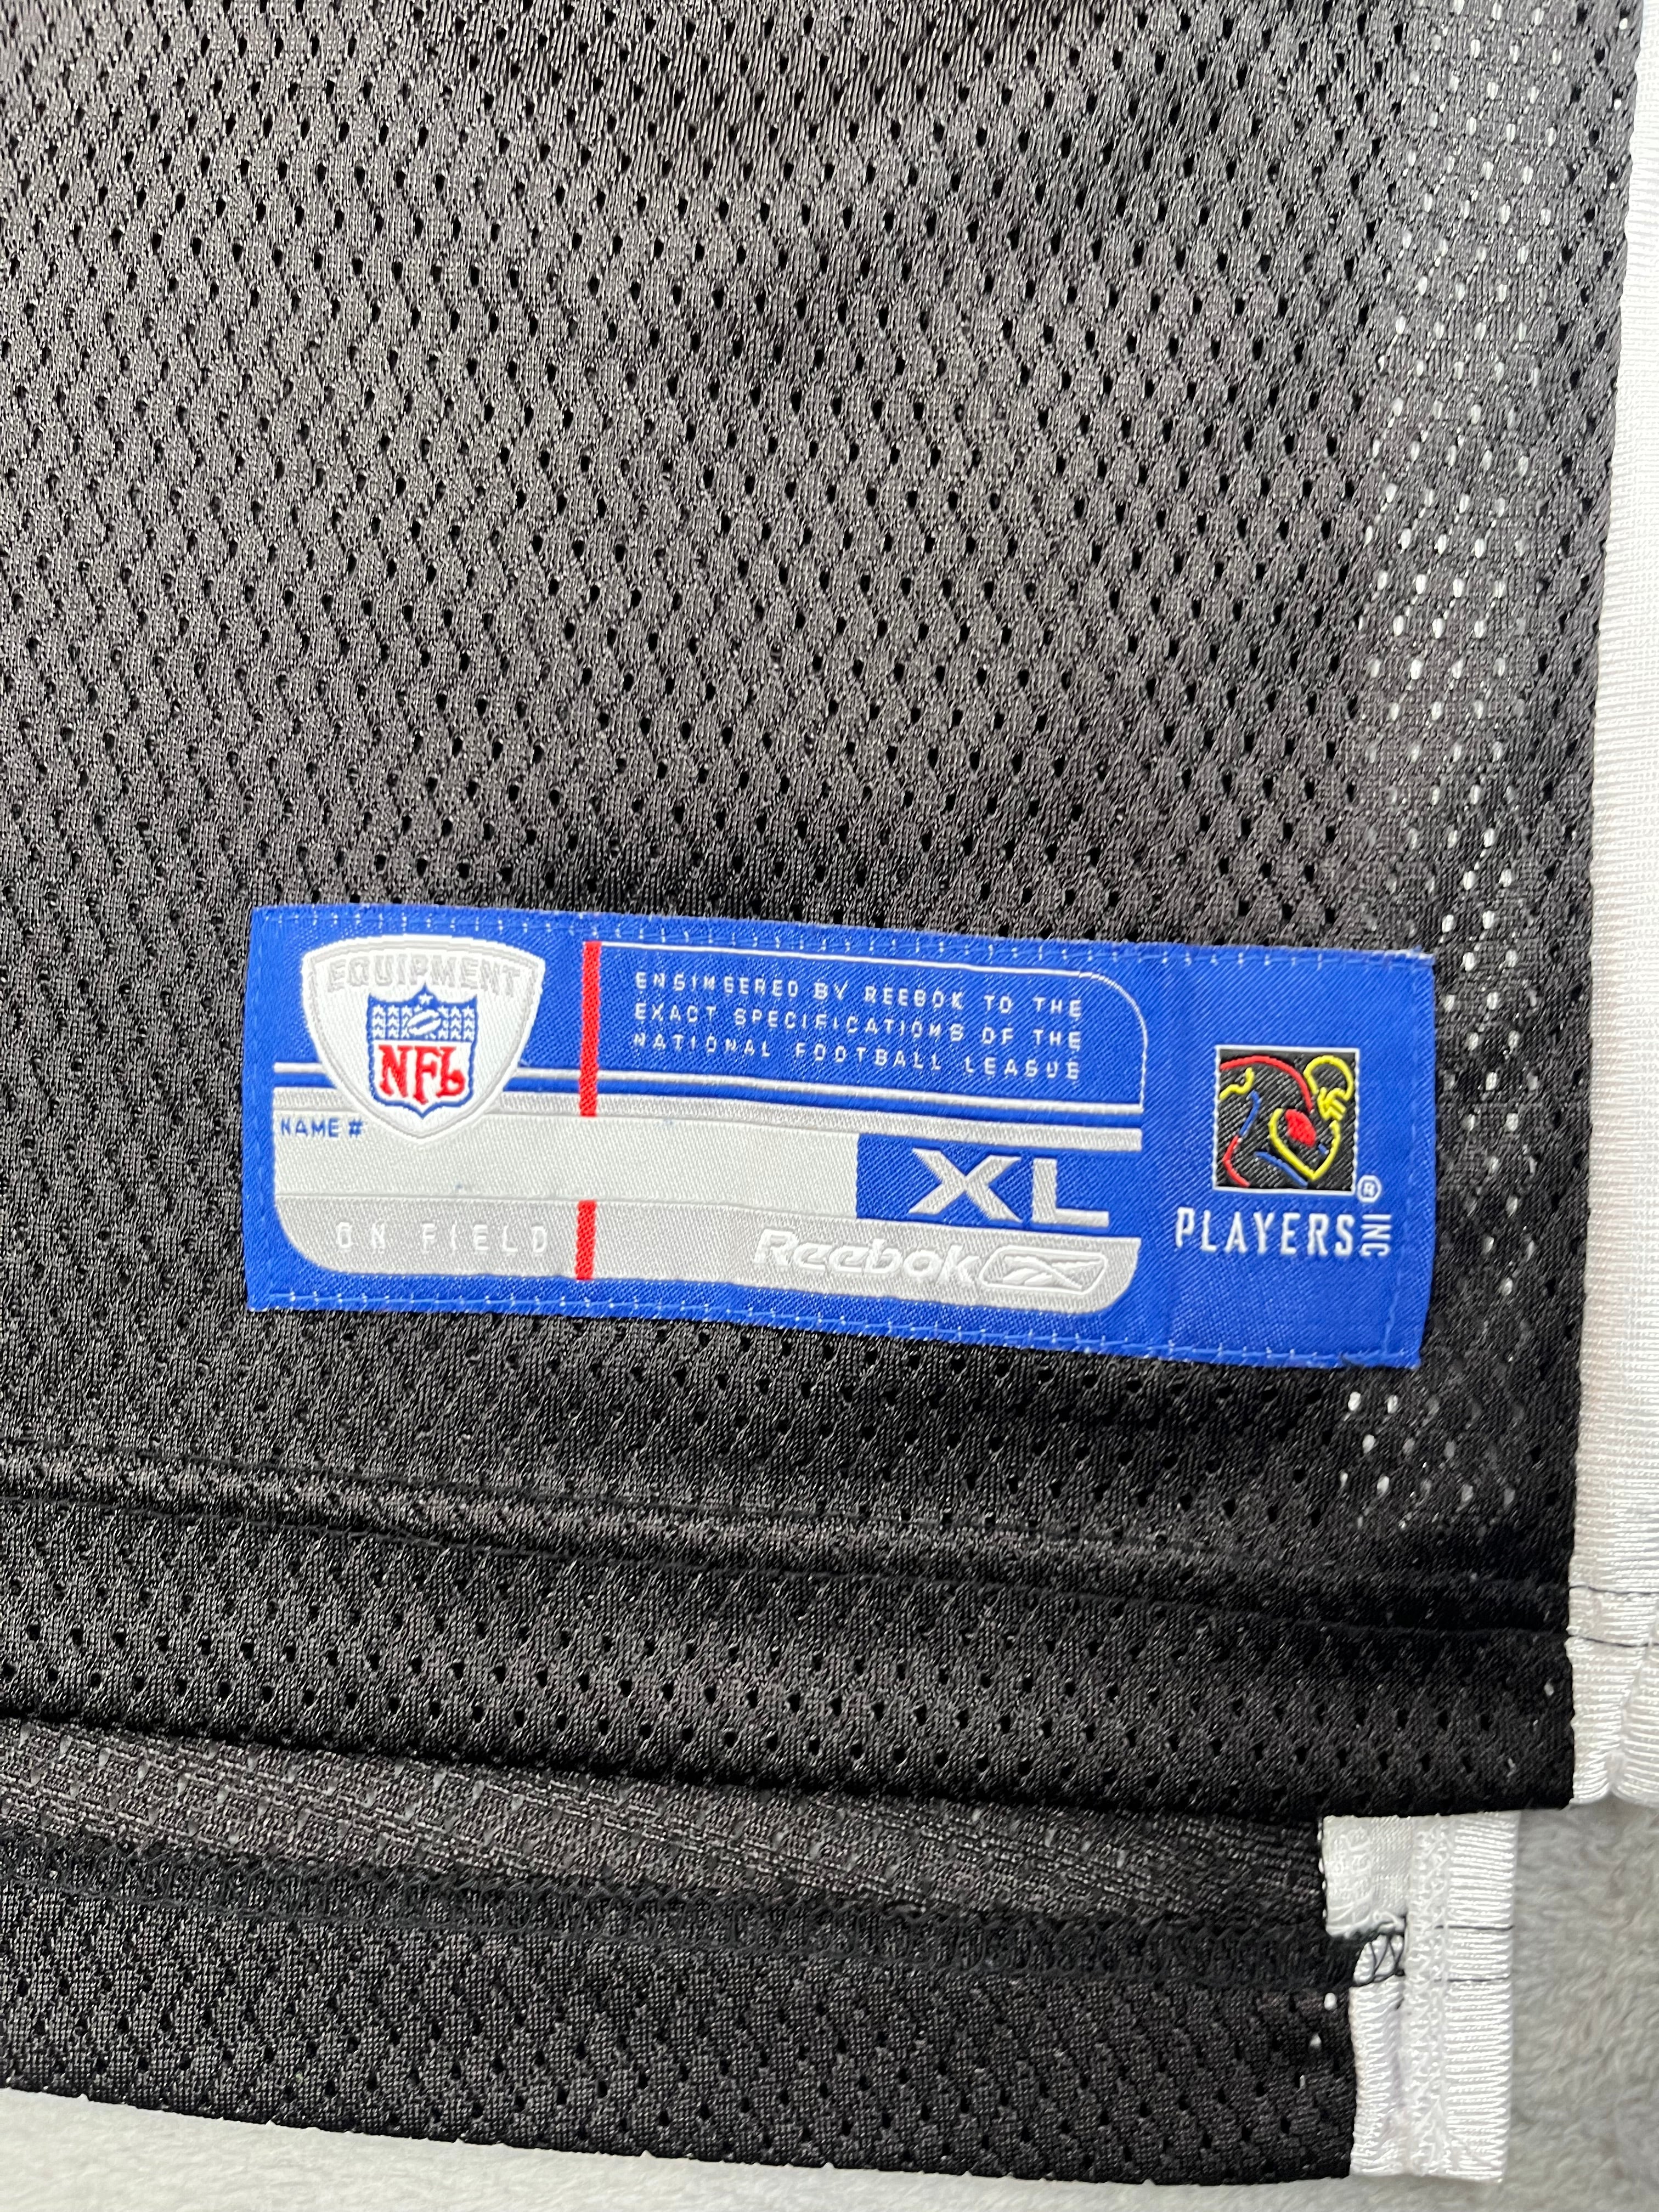 EQUIPMENT
NFL
ENGINEERED BY REEBOK TO THE
EXACT SPECIFICATIONS OF THE
NATIONAL FOOTBALL LEAGUE
NAME #
XL
ON FIELD
Reebok
®
PLAYERS INC